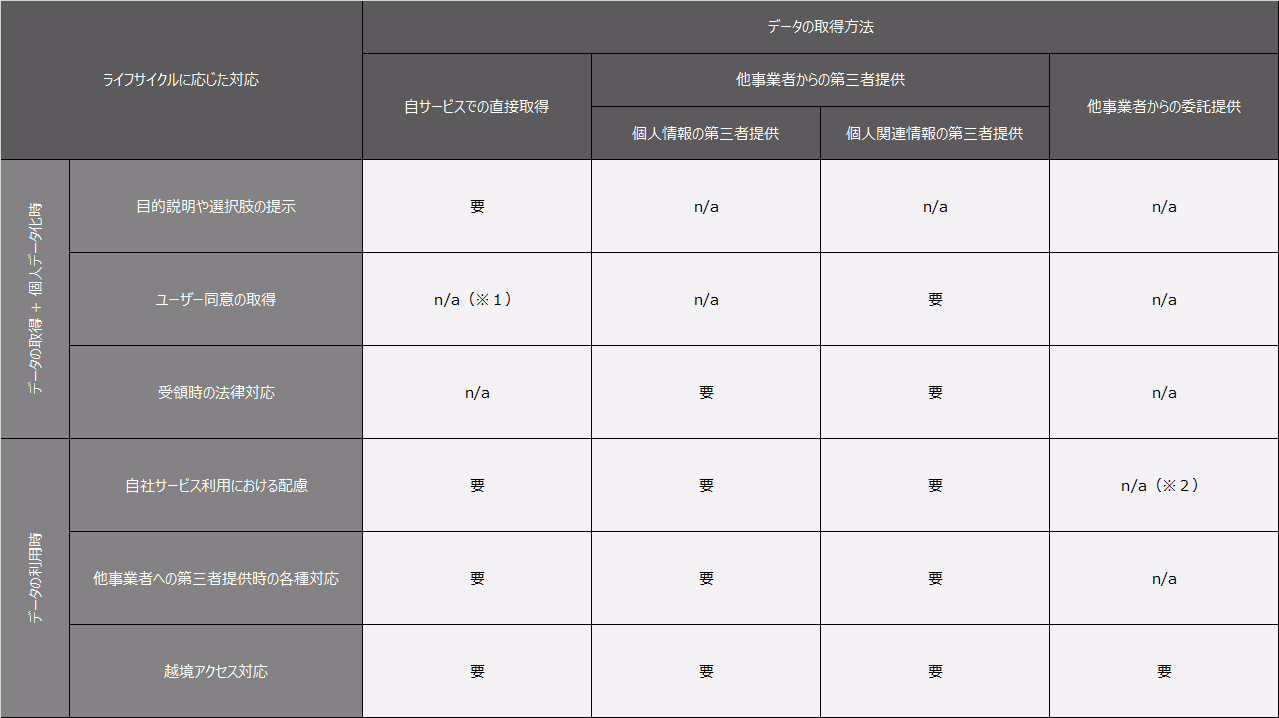 データの取得方法
ライフサイクルに応じた対応
自サービスでの直接取得
他事業者からの第三者提供
他事業者からの委託提供
個人情報の第三者提供
個人関連情報の第三者提供
データの取得 + 個人データ化時
目的説明や選択肢の提示
要
n/a
n/a
n/a
ユーザー同意の取得
n/a（※１）
n/a
要
n/a
受領時の法律対応
n/a
要
要
n/a
データの利用時
自社サービス利用における配慮
要
要
要
n/a（※２）
他事業者への第三者提供時の各種対応
要
要
要
n/a
越境アクセス対応
要
要
要
要